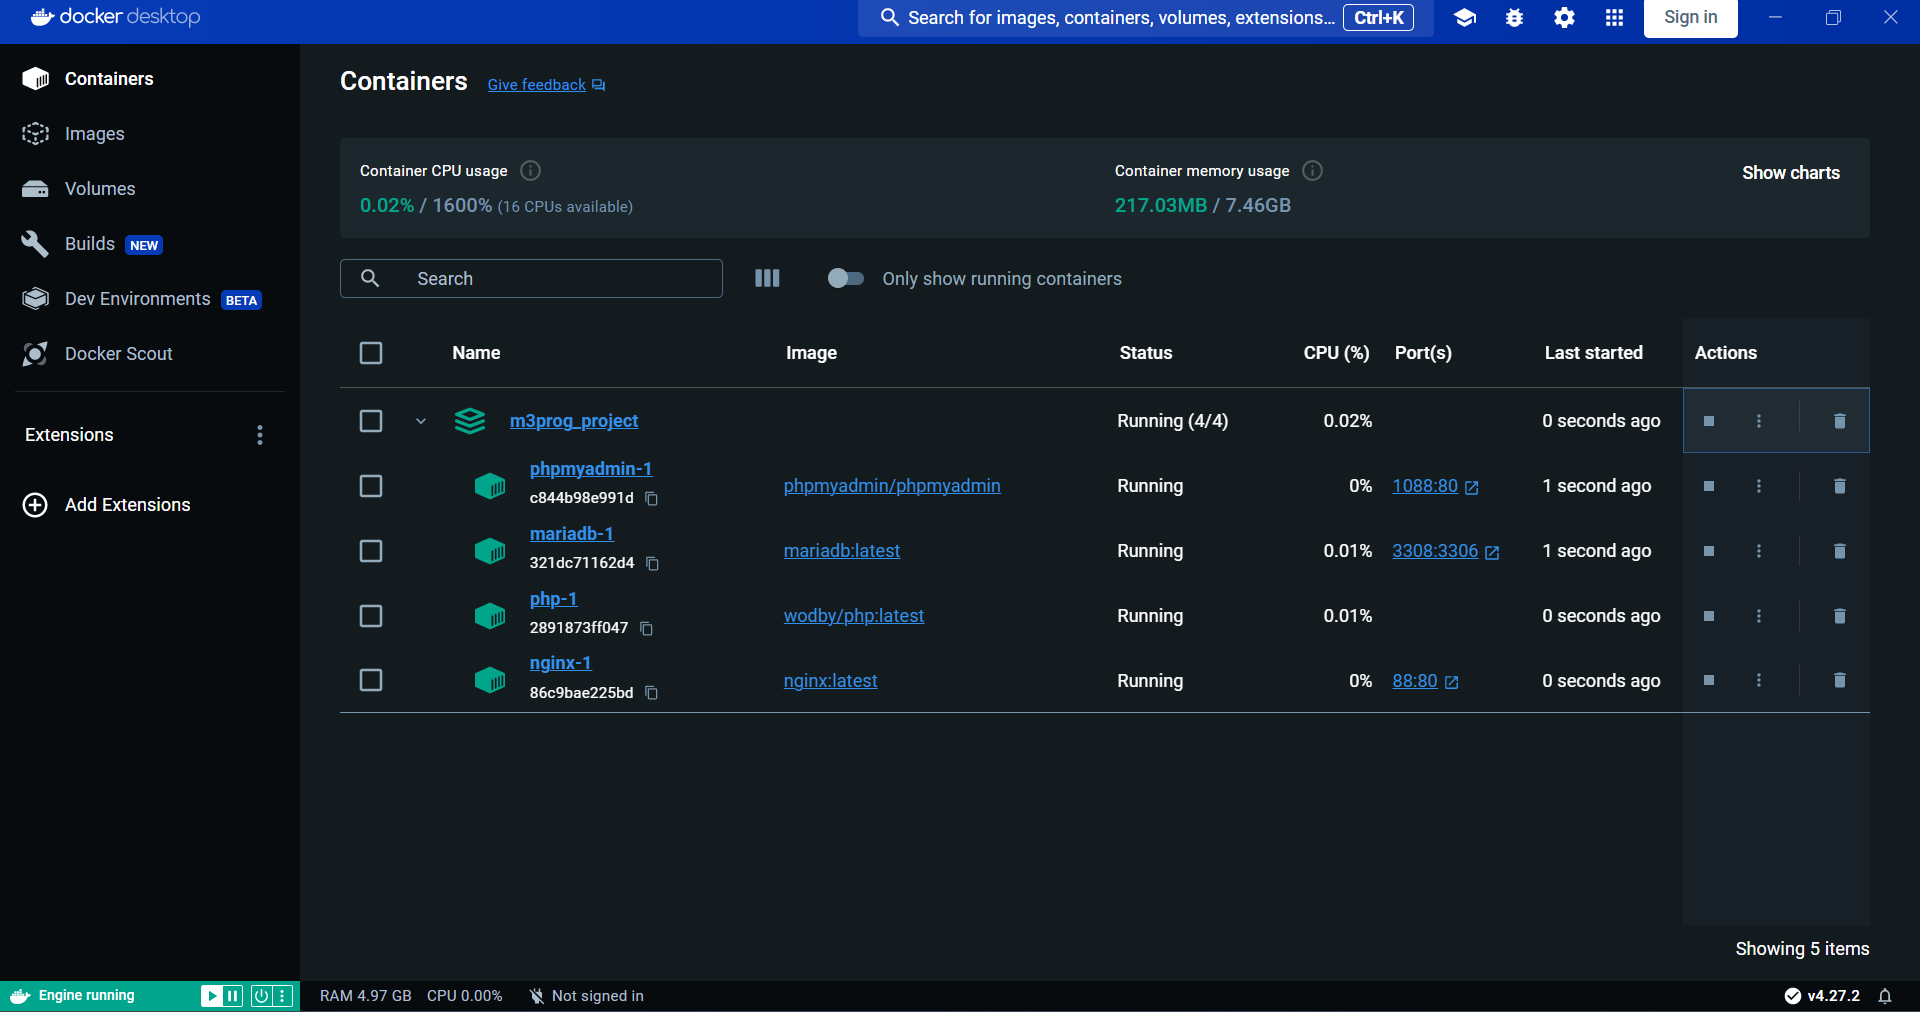 docker desktop
Search for images, containers, volumes, extensions... Ctrl+K
Sign in
Containers
Images
Volumes
Builds NEW
Dev Environments BETA
Docker Scout
Extensions
Add Extensions
Containers Give feedback
Container CPU usage
0.02% / 1600% (16 CPUs available)
Container memory usage
217.03MB / 7.46GB
Show charts
Search
Only show running containers
Name Image Status CPU (%) Port(s) Last started Actions
m3prog_project Running (4/4) 0.02% 0 seconds ago
phpmyadmin-1
c844b98e991d
phpmyadmin/phpmyadmin Running 0% 1088:80 1 second ago
mariadb-1
321dc71162d4
mariadb:latest Running 0.01% 3308:3306 1 second ago
php-1
2891873ff047
wodby/php:latest Running 0.01% 0 seconds ago
nginx-1
86c9bae225bd
nginx:latest Running 0% 88:80 0 seconds ago
Showing 5 items
Engine running
RAM 4.97 GB CPU 0.00% Not signed in
v4.27.2